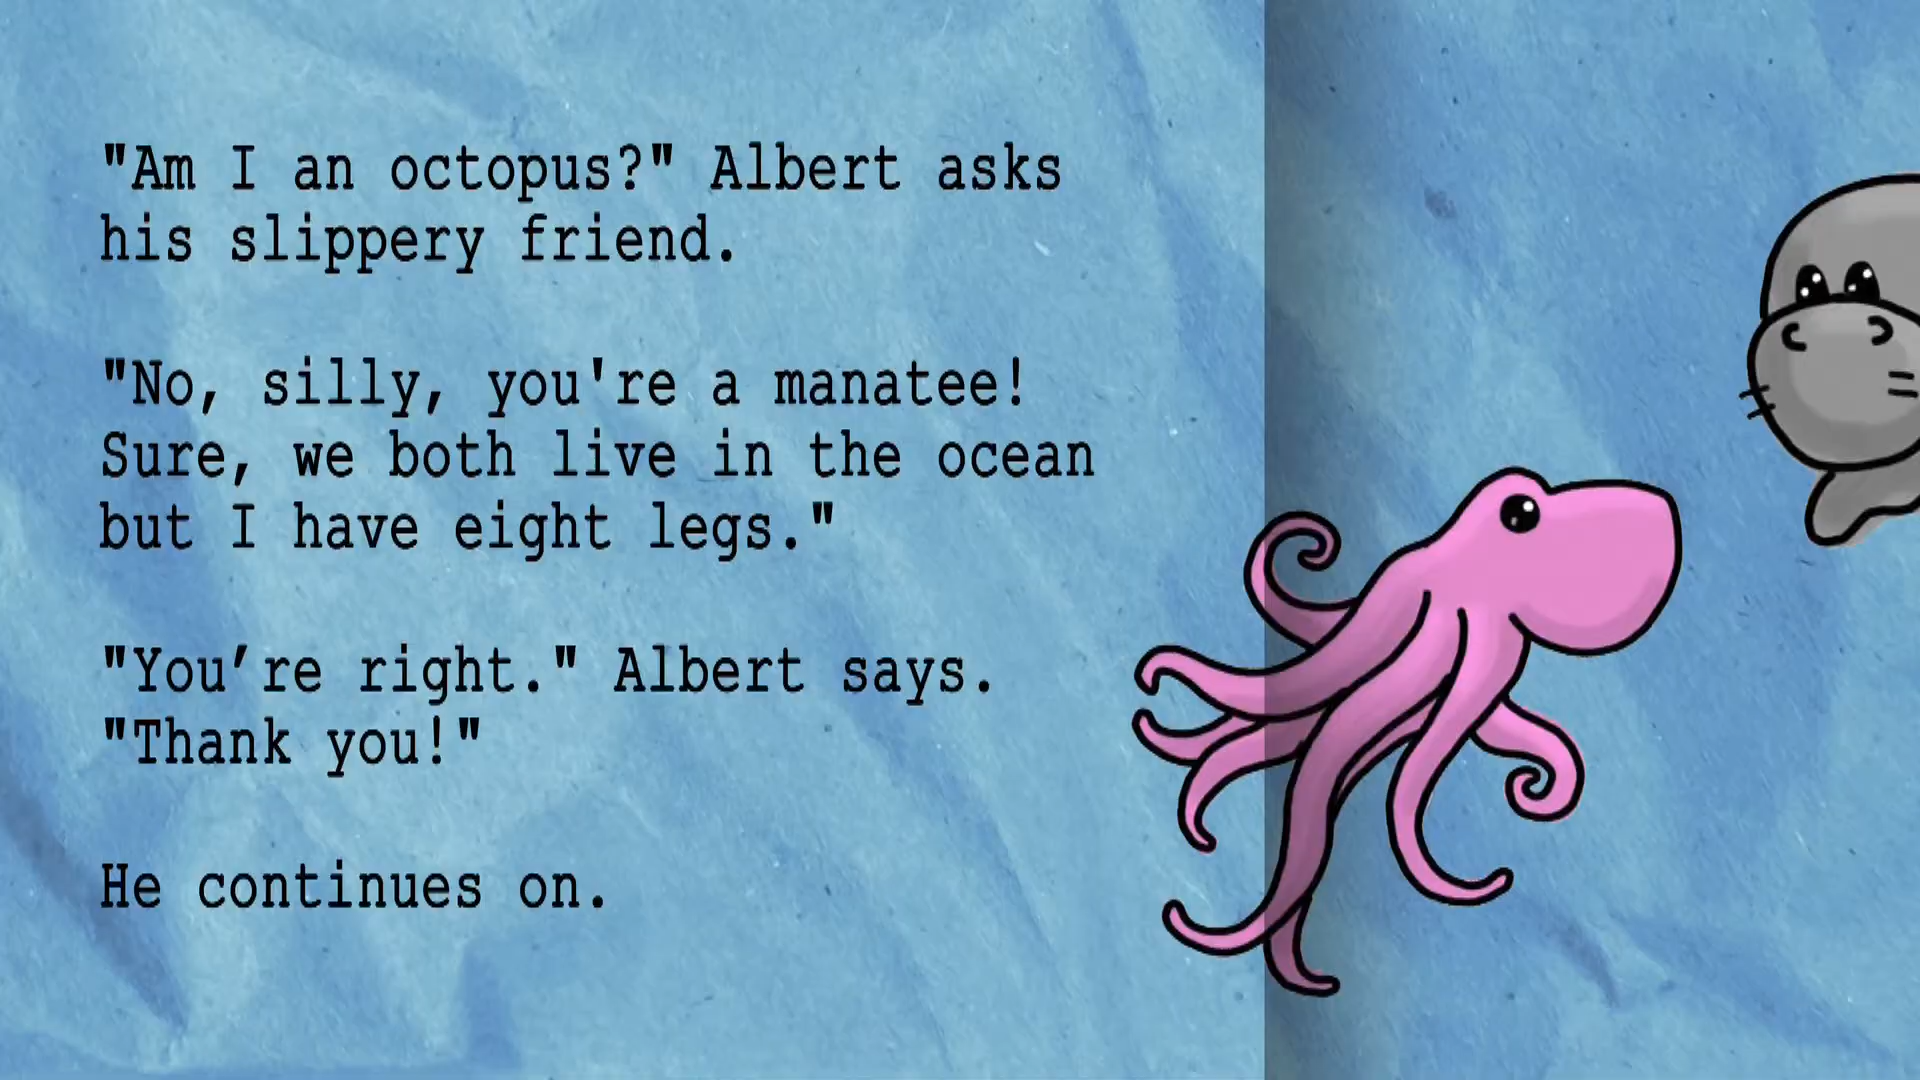 "Am I an octopus?" Albert asks
his slippery friend.
"No, silly, you're a manatee!
Sure, we both live in the ocean
but I have eight legs."
"You’re right." Albert says.
"Thank you!"
He continues on.